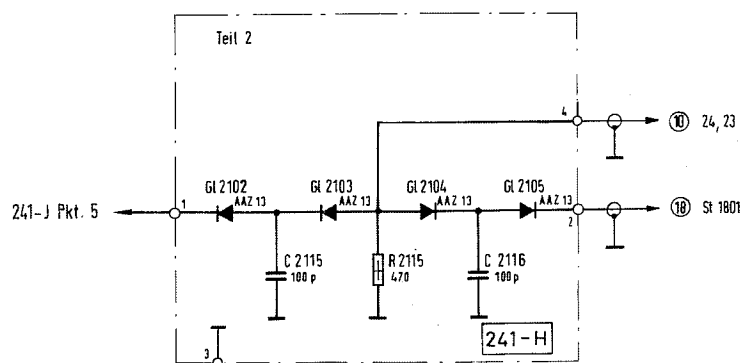 Teil 2
4
10 24, 23
Gl 2102
Gl 2103
Gl 2104
Gl 2105
AAZ 13
AAZ 13
AAZ 13
AAZ 13
241-J Pkt. 5
1
2
18 St 1801
C 2115
100 p
R 2115
470
C 2116
100 p
3
241-H